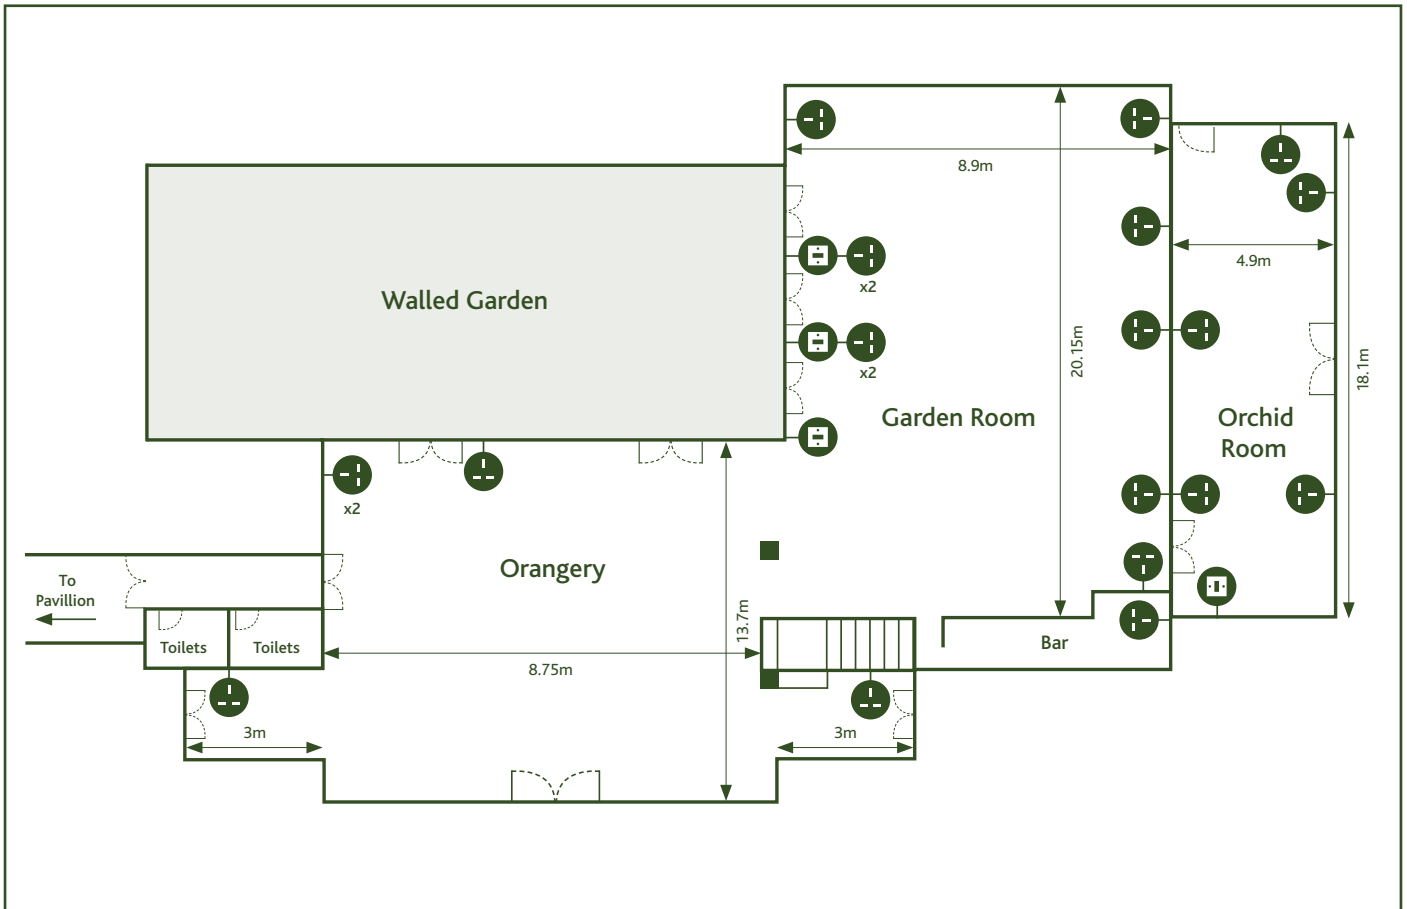 8.9m
Walled Garden
4.9m
x2
20.15m
18.1m
x2
Garden Room
Orchid
Room
x2
Orangery
To
Pavillion
13.7m
Toilets
Toilets
Bar
8.75m
3m
3m